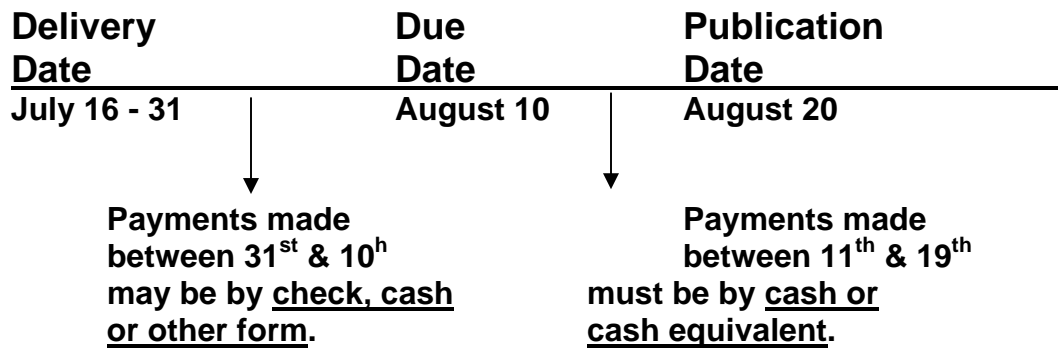 Delivery Due Publication
Date Date Date
July 16 - 31 August 10 August 20
Payments made
between 31st & 10h
may be by check, cash
or other form.
Payments made
between 11th & 19th
must be by cash or
cash equivalent.